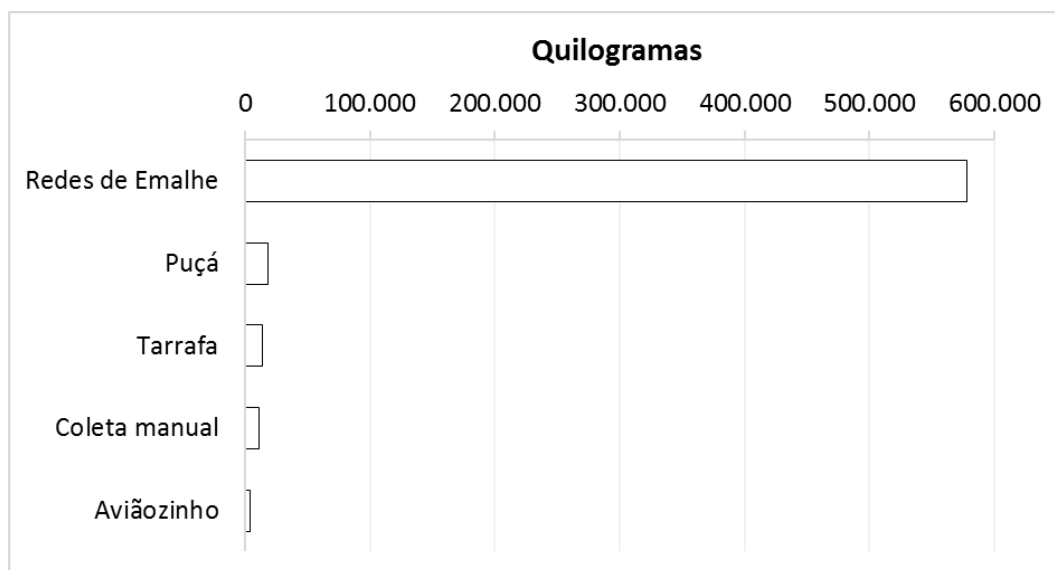 Quilogramas
0 100.000 200.000 300.000 400.000 500.000 600.000
Redes de Emalhe
Puçá
Tarrafa
Coleta manual
Aviãozinho